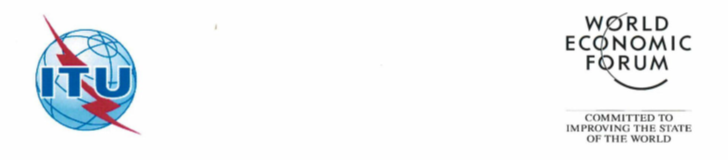 ITU
WORLD
ECONOMIC
FORUM
COMMITTED TO
IMPROVING THE STATE
OF THE WORLD